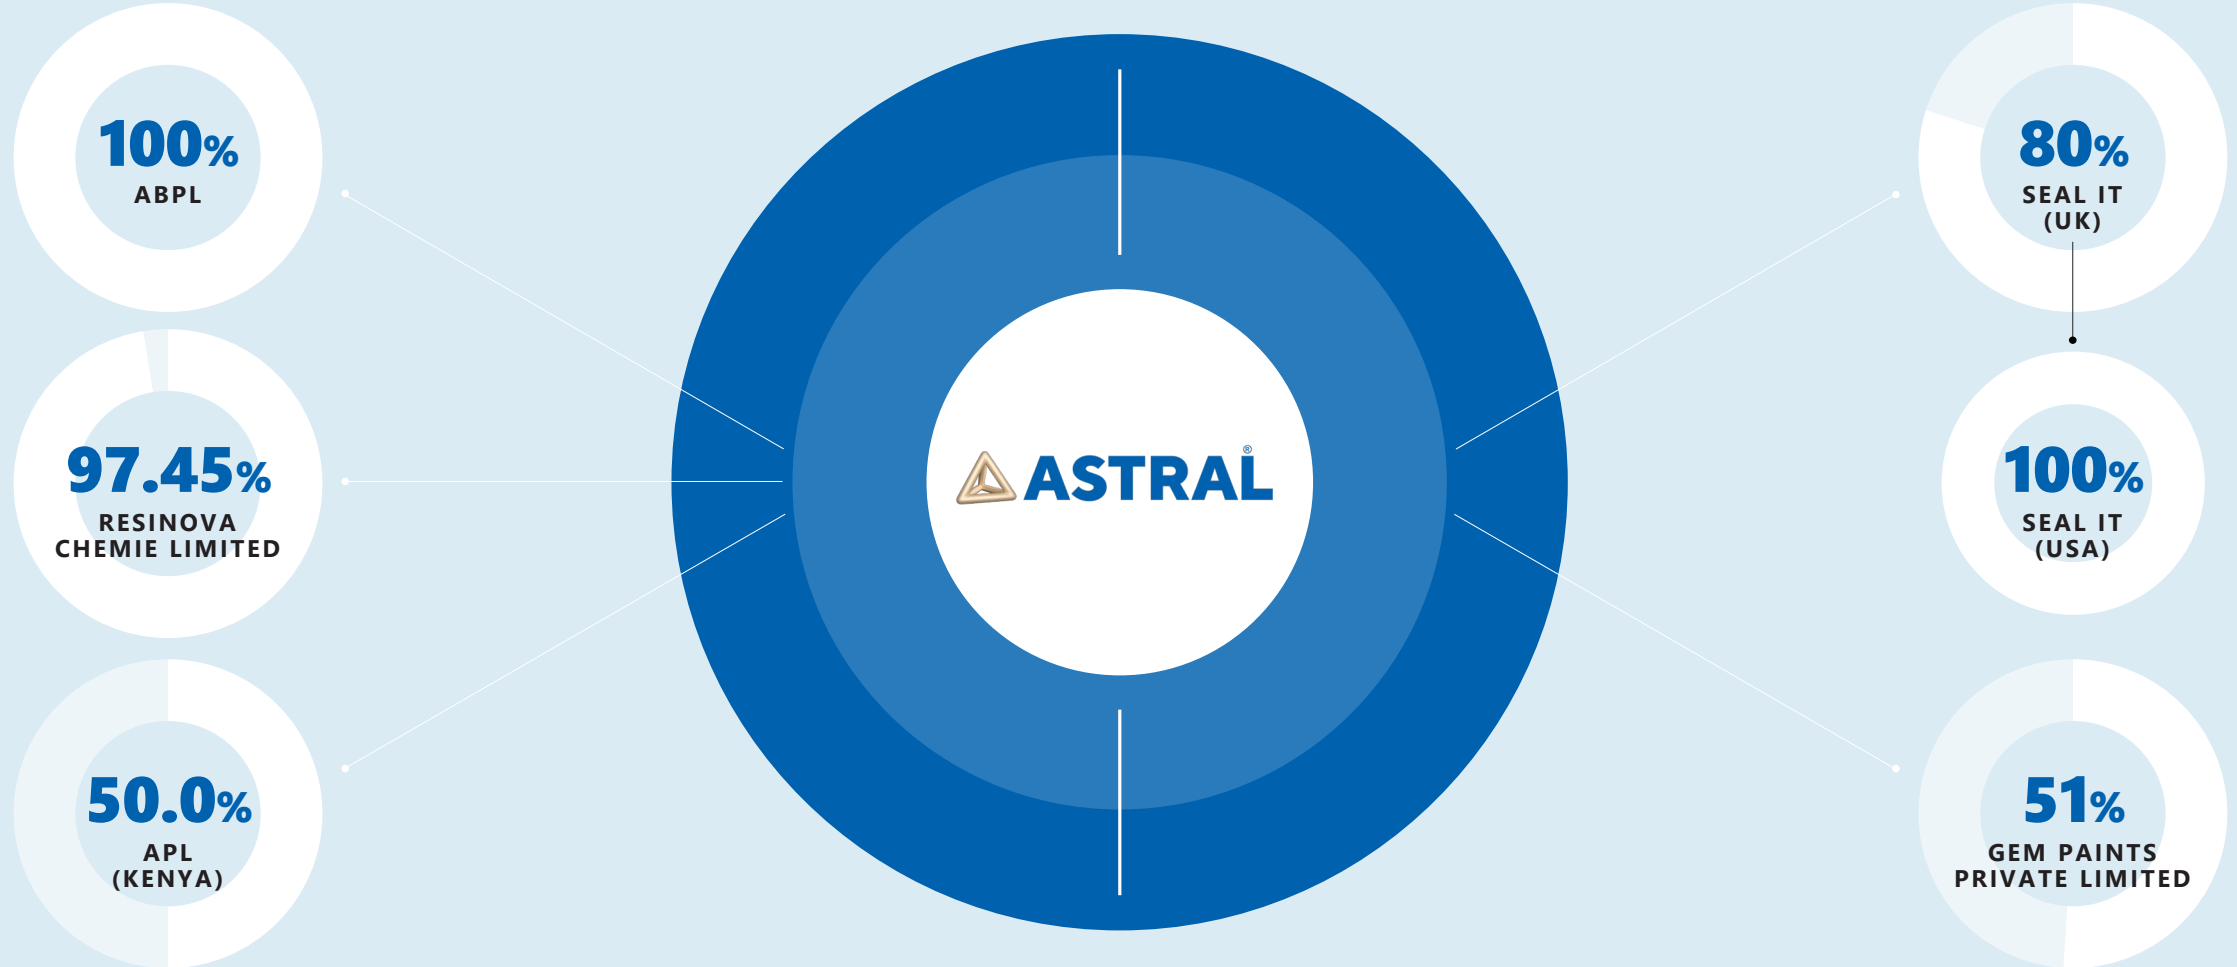 100%
ABPL
97.45%
RESINOVA
CHEMIE LIMITED
50.0%
APL
(KENYA)
ASTRAL®
80%
SEAL IT
(UK)
100%
SEAL IT
(USA)
51%
GEM PAINTS
PRIVATE LIMITED